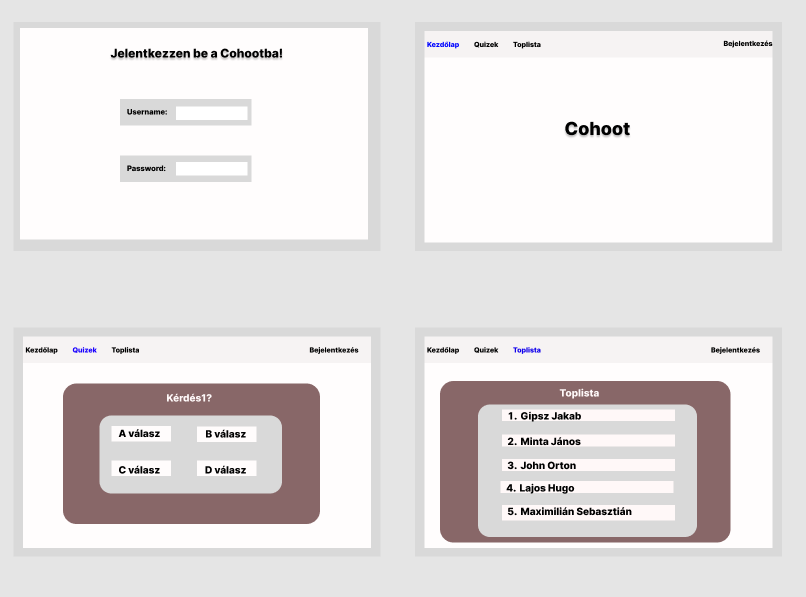 Jelentkezzen be a Cohootba!
Username:
Password:
Kezdőlap Quizek Toplista Bejelentkezés
Cohoot
Kezdőlap Quizek Toplista Bejelentkezés
Kérdés1?
A válasz B válasz
C válasz D válasz
Kezdőlap Quizek Toplista Bejelentkezés
Toplista
1. Gipsz Jakab
2. Minta János
3. John Orton
4. Lajos Hugo
5. Maximilián Sebasztián